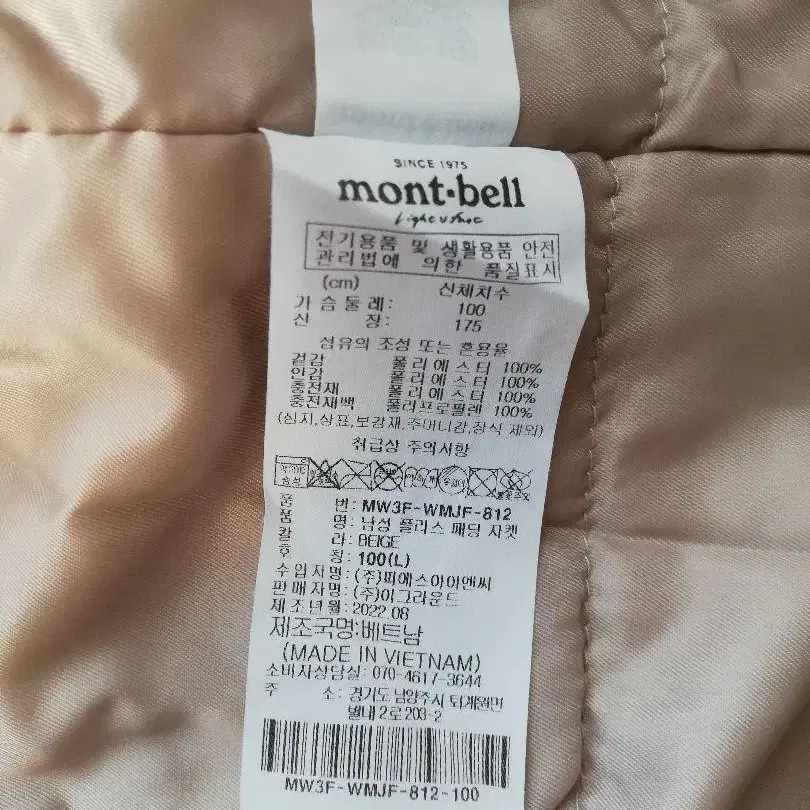 SINCE 1975
mont·bell
전기용품 및 생활용품 안전
관리법에 의한 품질표시
(cm) 신체치수
가슴둘레: 100
신 장: 175
섬유의 조성 또는 혼용율
겉감 폴리에스터 100%
안감 폴리에스터 100%
충전재 폴리에스터 100%
충전재백 폴리프로필렌 100%
(심지,상표,보강재,주머니감,장식 제외)
취급상 주의사항
품 번: MW3F-WMJF-812
품 명: 남성 플리스 패딩 자켓
칼 라: BEIGE
호 칭: 100(L)
수입자명: (주)피에스아이앤씨
판매자명: (주)이그라운드
제조년월: 2022.08
제조국명:베트남
(MADE IN VIETNAM)
소비자상담실: 070-4617-3644
주 소: 경기도 남양주시 퇴계원면
별내2로 203-2
MW3F-WMJF-812-100